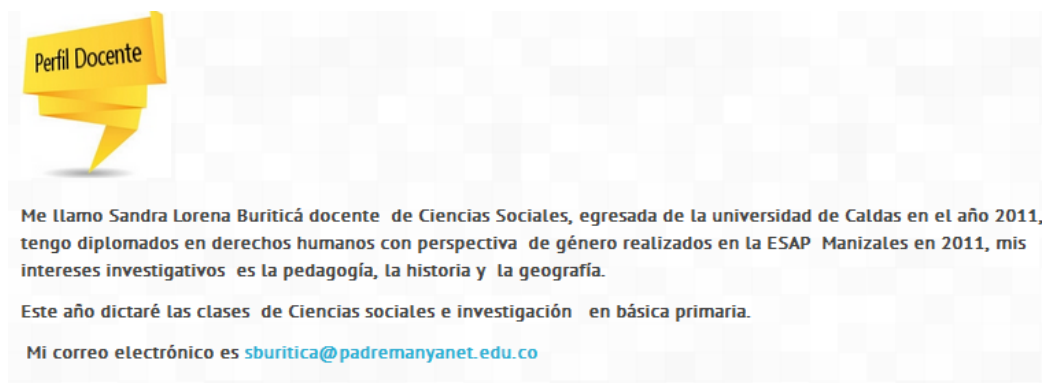 Perfil Docente
Me llamo Sandra Lorena Buriticá docente de Ciencias Sociales, egresada de la universidad de Caldas en el año 2011,
tengo diplomados en derechos humanos con perspectiva de género realizados en la ESAP Manizales en 2011, mis
intereses investigativos es la pedagogía, la historia y la geografía.
Este año dictaré las clases de Ciencias sociales e investigación en básica primaria.
Mi correo electrónico es sburitica@padremanyanet.edu.co